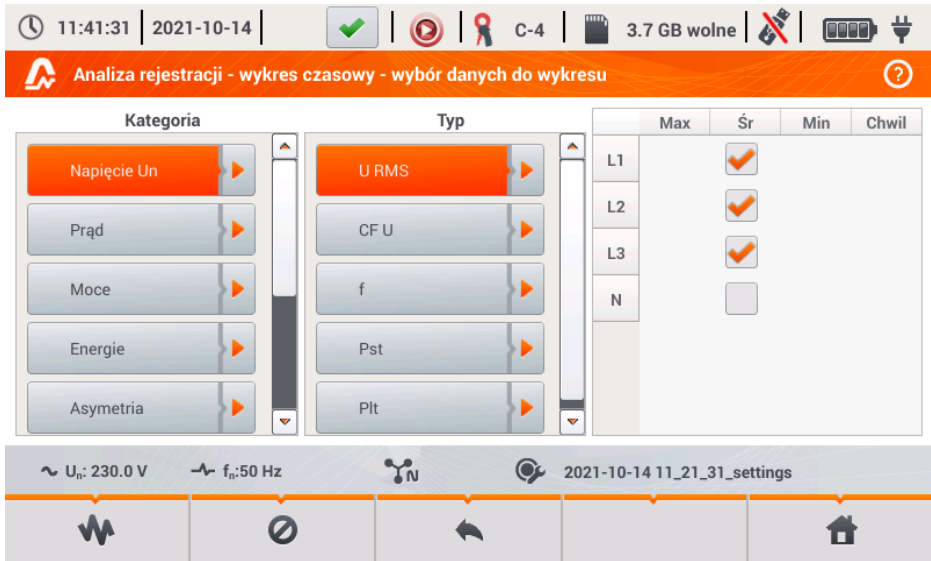 11:41:31 2021-10-14 C-4 3.7 GB wolne
Analiza rejestracji - wykres czasowy - wybór danych do wykresu ?
Kategoria
Napięcie Un
Prąd
Moce
Energie
Asymetria
Typ
U RMS
CF U
f
Pst
Plt
Max Śr Min Chwil
L1
L2
L3
N
Un: 230.0 V fn:50 Hz N 2021-10-14 11_21_31_settings